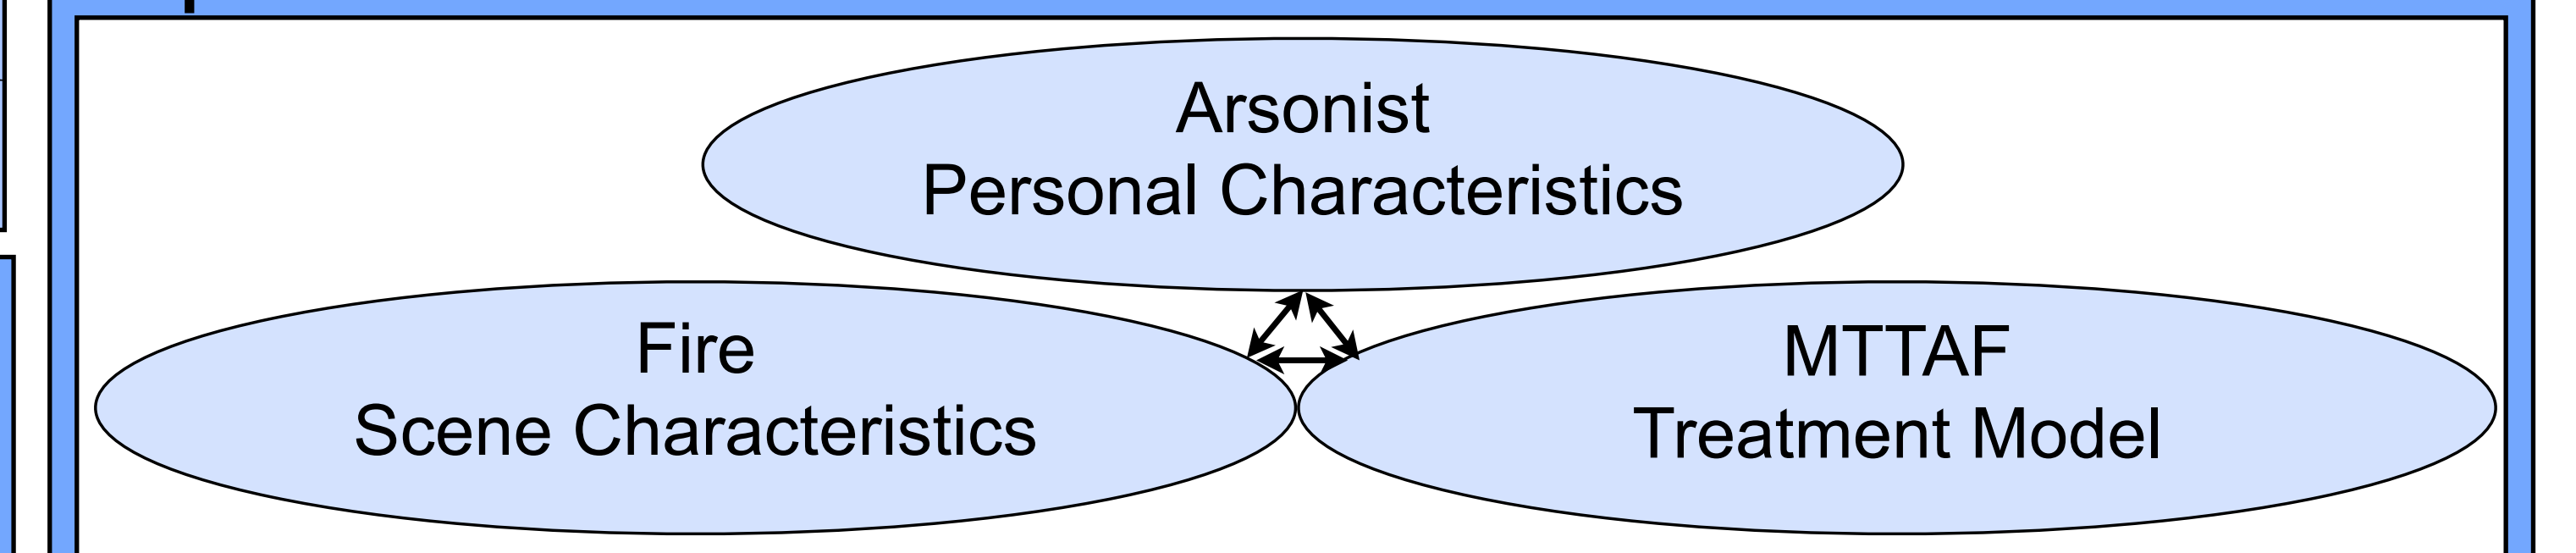 Arsonist
Personal Characteristics
Fire
Scene Characteristics
MTTAF
Treatment Model